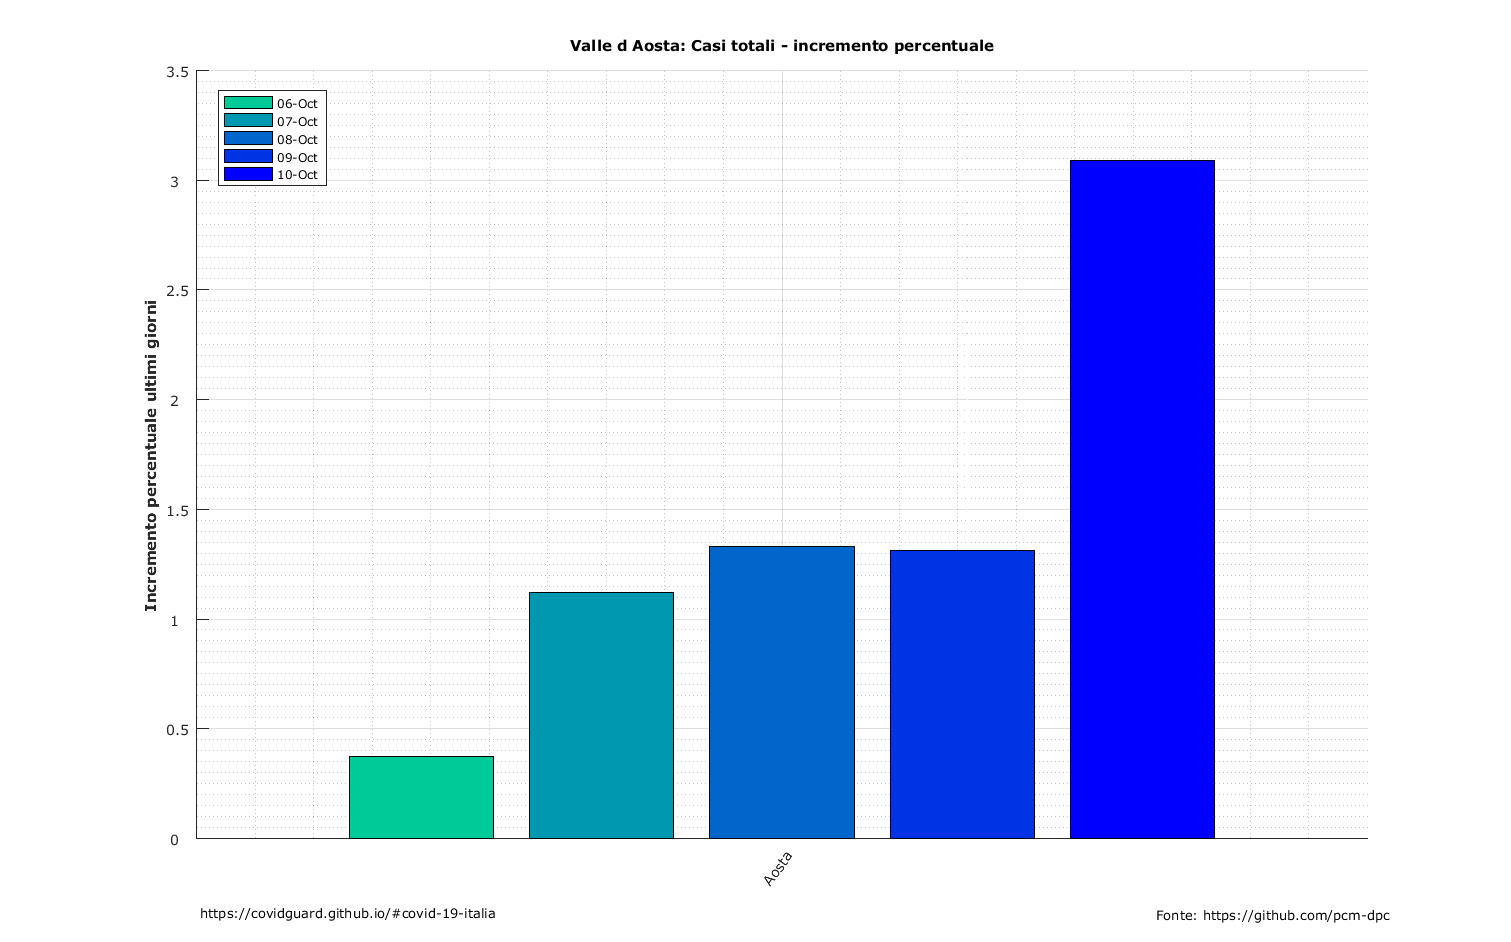 Valle d Aosta: Casi totali - incremento percentuale
3.5
3
2.5
2
1.5
1
0.5
0
06-Oct
07-Oct
08-Oct
09-Oct
10-Oct
Incremento percentuale ultimi giorni
Aosta
https://covidguard.github.io/#covid-19-italia
Fonte: https://github.com/pcm-dpc